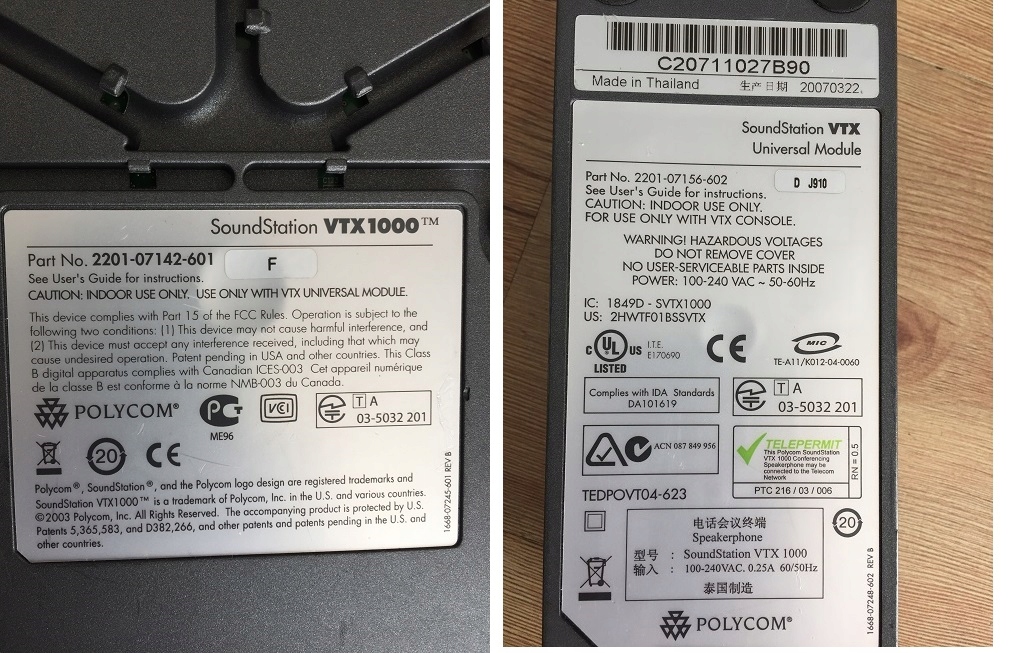 SoundStation VTX1000™
Part No. 2201-07142-601
F
See User's Guide for instructions.
CAUTION: INDOOR USE ONLY. USE ONLY WITH VTX UNIVERSAL MODULE.
This device complies with Part 15 of the FCC Rules. Operation is subject to the
following two conditions: (1) This device may not cause harmful interference, and
(2) This device must accept any interference received, including that which may
cause undesired operation. Patent pending in USA and other countries. This Class
B digital apparatus complies with Canadian ICES-003 Cet appareil numérique
de la classe B est conforme à la norme NMB-003 du Canada.
POLYCOM®
ME96
VCI
T A
03-5032 201
20
CE
Polycom®, SoundStation®, and the Polycom logo design are registered trademarks and
SoundStation VTX1000™ is a trademark of Polycom, Inc. in the U.S. and various countries.
©2003 Polycom, Inc. All Rights Reserved. The accompanying product is protected by U.S.
Patents 5,365,583, and D382,266, and other patents and patents pending in the U.S. and
other countries.
1668-07245-601 REV B
C20711027B90
Made in Thailand 生产日期 20070322.
SoundStation VTX
Universal Module
Part No. 2201-07156-602
D J910
See User's Guide for instructions.
CAUTION: INDOOR USE ONLY.
FOR USE ONLY WITH VTX CONSOLE.
WARNING! HAZARDOUS VOLTAGES
DO NOT REMOVE COVER
NO USER-SERVICEABLE PARTS INSIDE
POWER: 100-240 VAC ~ 50-60Hz
IC: 1849D - SVTX1000
US: 2HWTF01BSSVTX
C UL US
LISTED
I.T.E.
E170690
CE
MIC
TE-A11/K012-04-0060
Complies with IDA Standards
DA101619
T A
03-5032 201
ACN 087 849 956
TELEPERMIT
This Polycom SoundStation
VTX 1000 Conferencing
Speakerphone may be
connected to the Telecom
Network
RN = 0.5
PTC 216 / 03 / 006
TEDPOVT04-623
电话会议终端
Speakerphone
型号 : SoundStation VTX 1000
输入 : 100-240VAC. 0.25A 60/50Hz
泰国制造
20
POLYCOM®
1668-07248-602 REV B